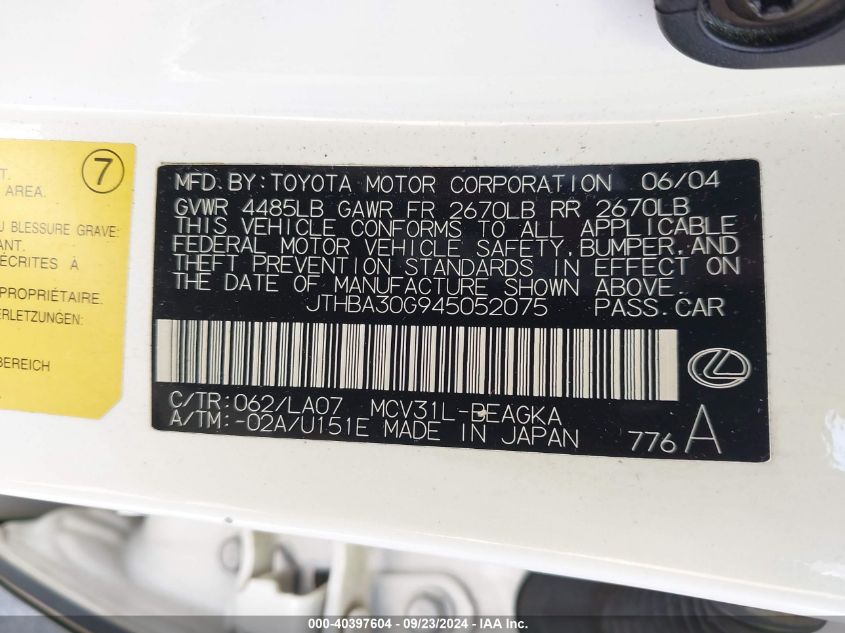 7
T.
AREA.
U BLESSURE GRAVE:
ANT.
ÉCRITES À
PROPRIÉTAIRE.
ERLETZUNGEN:
BEREICH
MFD. BY: TOYOTA MOTOR CORPORATION 06/04
GVWR 4485LB GAWR FR 2670LB RR 2670LB
THIS VEHICLE CONFORMS TO ALL APPLICABLE
FEDERAL MOTOR VEHICLE SAFETY, BUMPER, AND
THEFT PREVENTION STANDARDS IN EFFECT ON
THE DATE OF MANUFACTURE SHOWN ABOVE.
JTHBA30G945052075 PASS. CAR
C/TR: 062/LA07 MCV31L-BEAGKA
A/TM: -02A/U151E MADE IN JAPAN
776 A
000-40397604 / 09/23/2024 - IAA Inc.